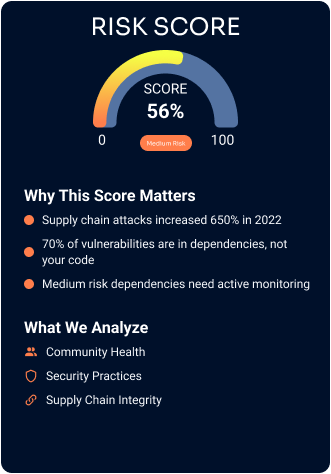 RISK SCORE
SCORE
56%
0
Medium Risk
100
Why This Score Matters
Supply chain attacks increased 650% in 2022
70% of vulnerabilities are in dependencies, not
your code
Medium risk dependencies need active monitoring
What We Analyze
Community Health
Security Practices
Supply Chain Integrity